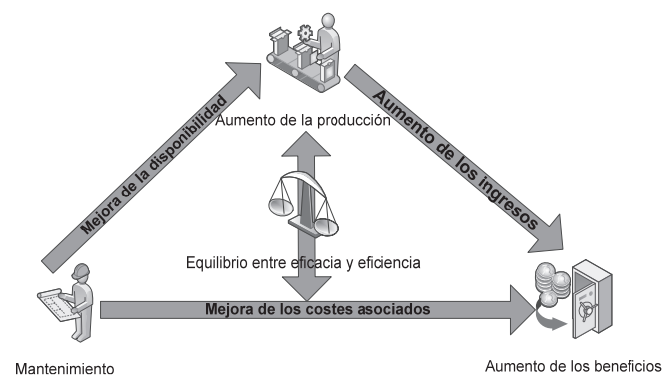 Aumento de la producción
Mejora de la disponibilidad
Aumento de los ingresos
Equilibrio entre eficacia y eficiencia
Mejora de los costes asociados
Mantenimiento
Aumento de los beneficios